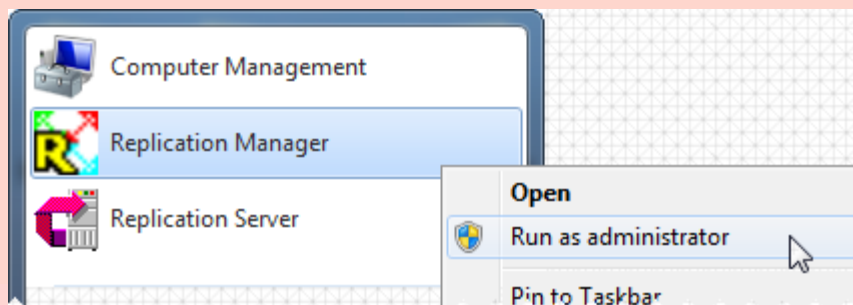 Computer Management
Replication Manager
Replication Server
Open
Run as administrator
Pin to Taskbar